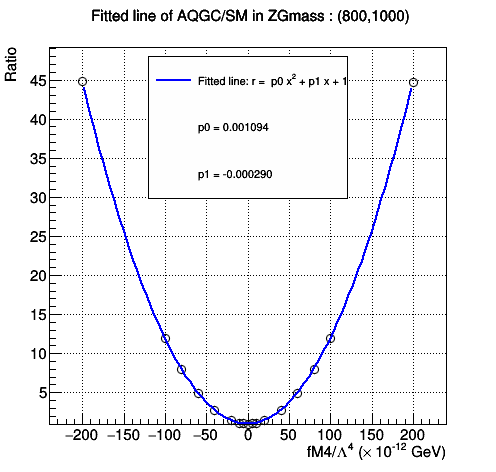 Fitted line of AQGC/SM in ZGmass : (800,1000)
Ratio
Fitted line: r = p0 x² + p1 x + 1
p0 = 0.001094
p1 = -0.000290
45
40
35
30
25
20
15
10
5
−200 −150 −100 −50 0 50 100 150 200
fM4/Λ⁴ (× 10⁻¹² GeV)